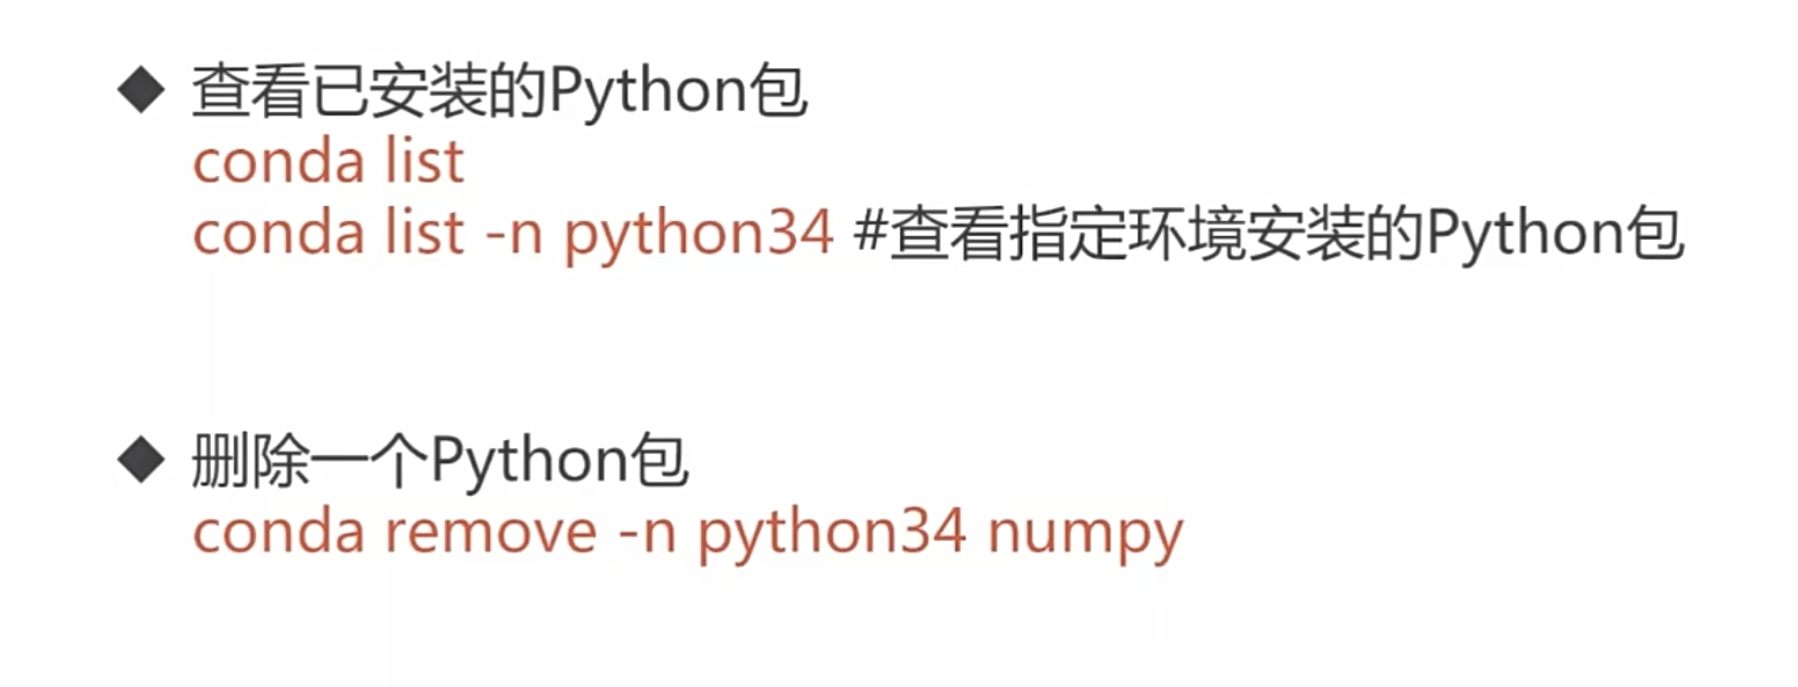 ◆ 查看已安装的Python包
conda list
conda list -n python34 #查看指定环境安装的Python包
◆ 删除一个Python包
conda remove -n python34 numpy